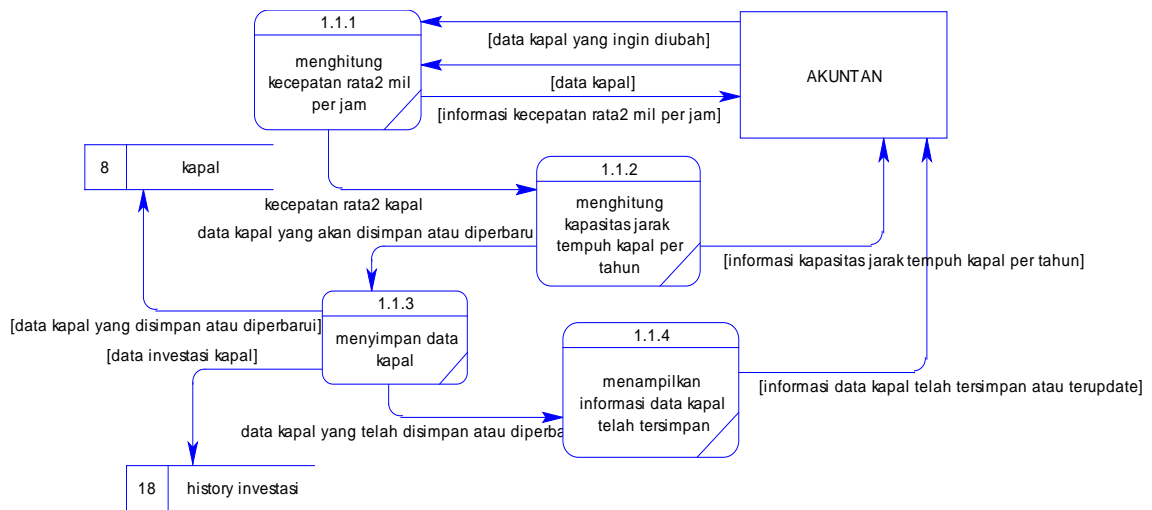 1.1.1
menghitung
kecepatan rata2 mil
per jam
[data kapal yang ingin diubah]
[data kapal]
[informasi kecepatan rata2 mil per jam]
AKUNTAN
8
kapal
kecepatan rata2 kapal
1.1.2
menghitung
kapasitas jarak
tempuh kapal per
tahun
data kapal yang akan disimpan atau diperbaru
[informasi kapasitas jarak tempuh kapal per tahun]
1.1.3
menyimpan data
kapal
[data kapal yang disimpan atau diperbarui]
[data investasi kapal]
1.1.4
menampilkan
informasi data kapal
telah tersimpan
[informasi data kapal telah tersimpan atau terupdate]
data kapal yang telah disimpan atau diperba
18
history investasi